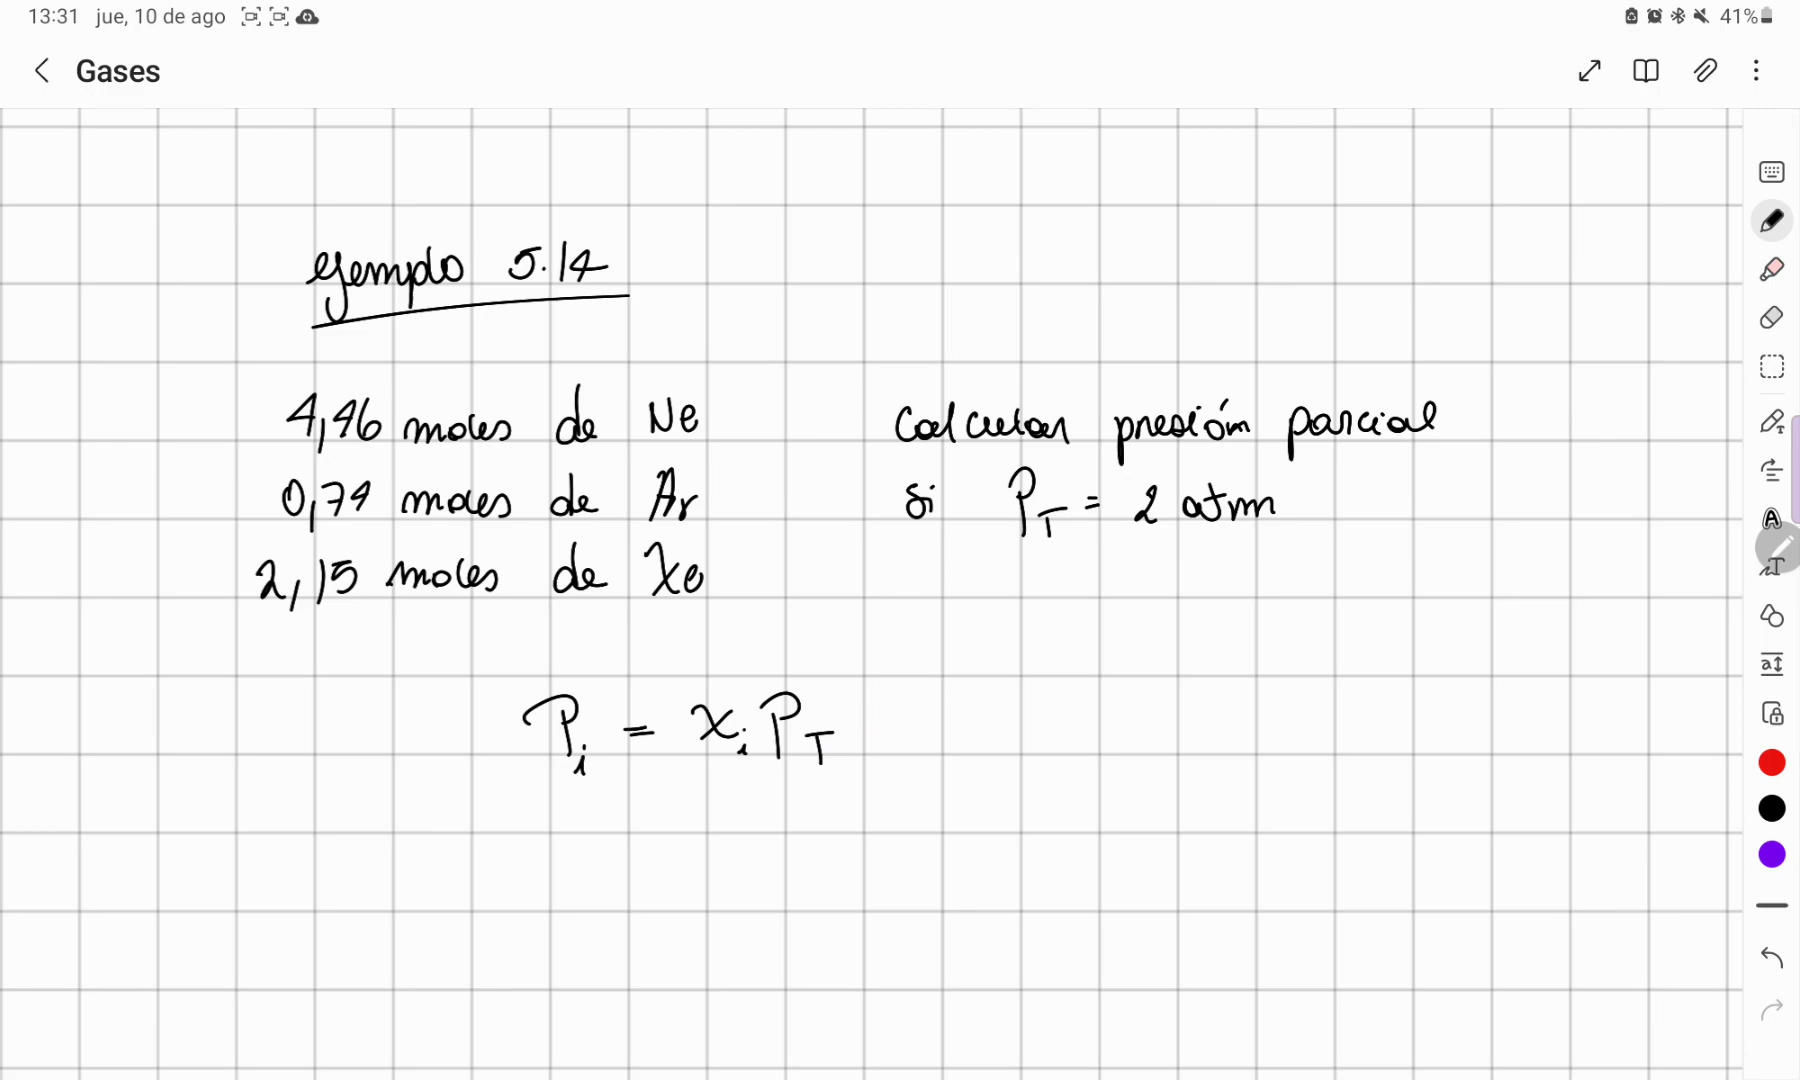 13:31 jue, 10 de ago 41%
Gases
ejemplo 5.14
4,46 moles de Ne
0,74 moles de Ar
2,15 moles de Xe
Calcular presión parcial
si P_T = 2 atm
P_i = x_i P_T